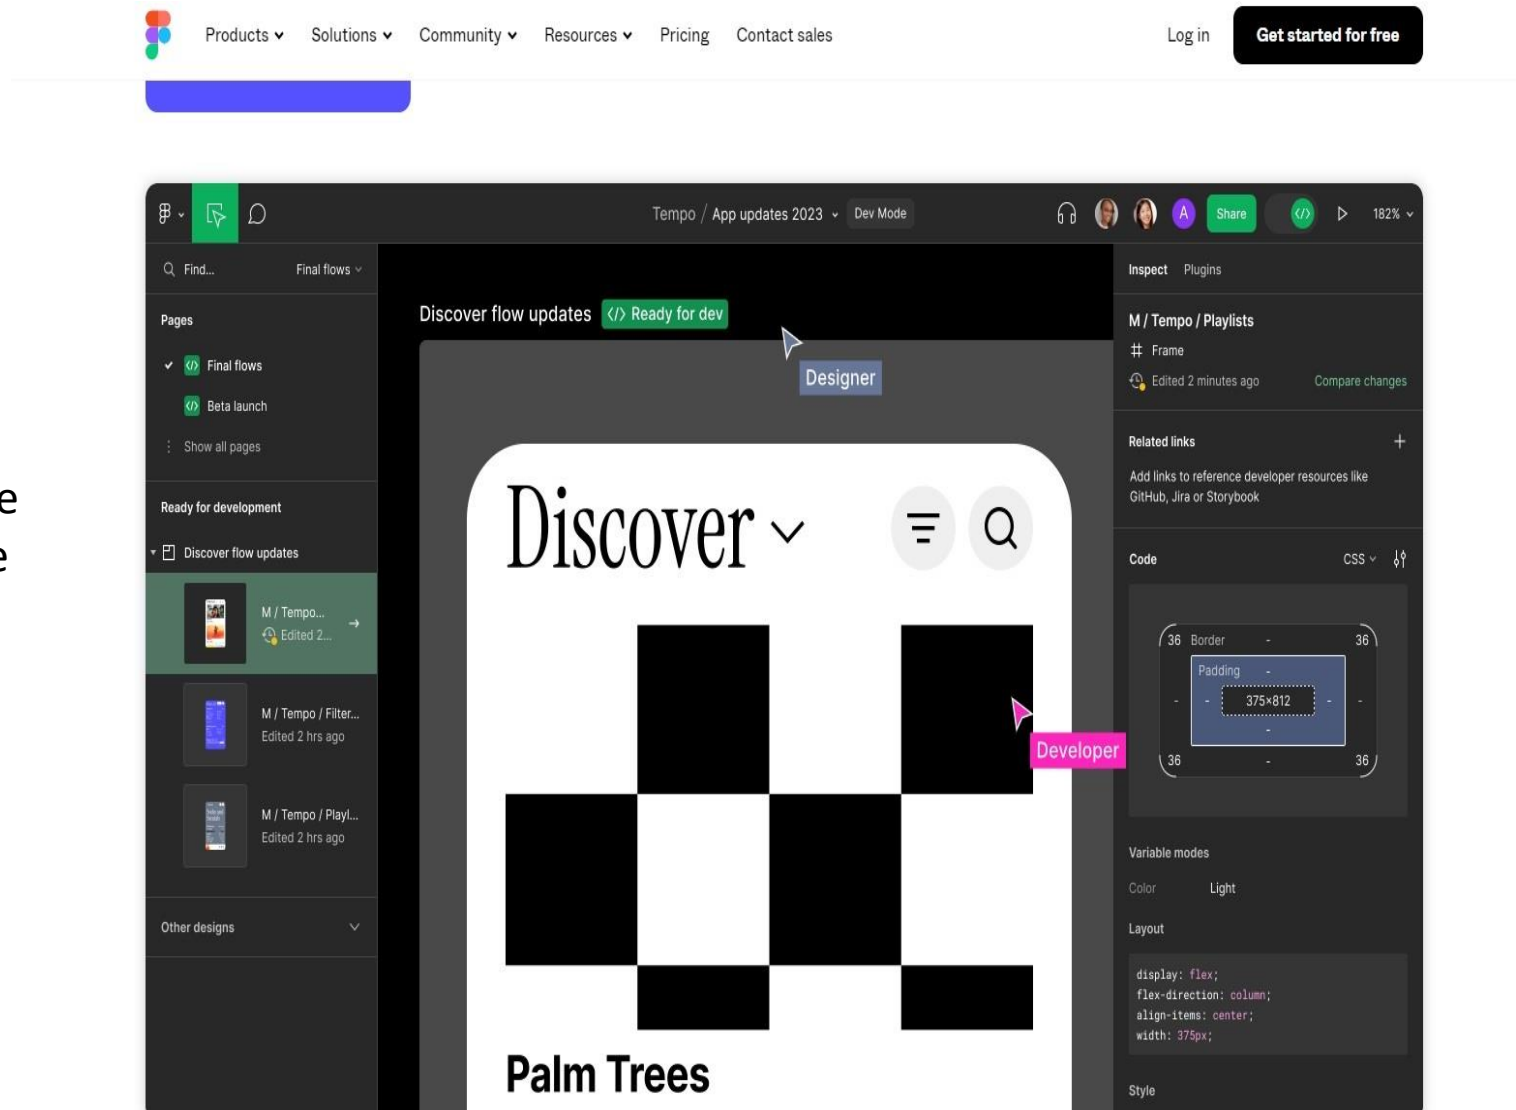 Products
Solutions
Community
Resources
Pricing
Contact sales
Log in
Get started for free
Tempo / App updates 2023
Dev Mode
A
Share
</>
182%
Find...
Final flows
Pages
Final flows
Beta launch
Show all pages
Ready for development
Discover flow updates
M / Tempo...
Edited 2...
M / Tempo / Filter...
Edited 2 hrs ago
M / Tempo / Playl...
Edited 2 hrs ago
Other designs
Discover flow updates
</> Ready for dev
Designer
Discover
Developer
Palm Trees
Inspect
Plugins
M / Tempo / Playlists
Frame
Edited 2 minutes ago
Compare changes
Related links
Add links to reference developer resources like
GitHub, Jira or Storybook
Code
CSS
36 Border - 36
Padding -
- - 375×812 - -
-
36 - 36
Variable modes
Color Light
Layout
display: flex;
flex-direction: column;
align-items: center;
width: 375px;
Style
e
e